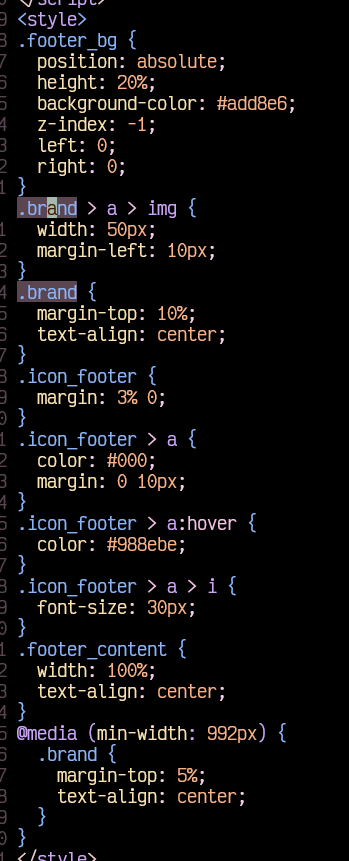 </script>
<style>
.footer_bg {
position: absolute;
height: 20%;
background-color: #add8e6;
z-index: -1;
left: 0;
right: 0;
}
.brand > a > img {
width: 50px;
margin-left: 10px;
}
.brand {
margin-top: 10%;
text-align: center;
}
.icon_footer {
margin: 3% 0;
}
.icon_footer > a {
color: #000;
margin: 0 10px;
}
.icon_footer > a:hover {
color: #988ebe;
}
.icon_footer > a > i {
font-size: 30px;
}
.footer_content {
width: 100%;
text-align: center;
}
@media (min-width: 992px) {
.brand {
margin-top: 5%;
text-align: center;
}
}
</style>